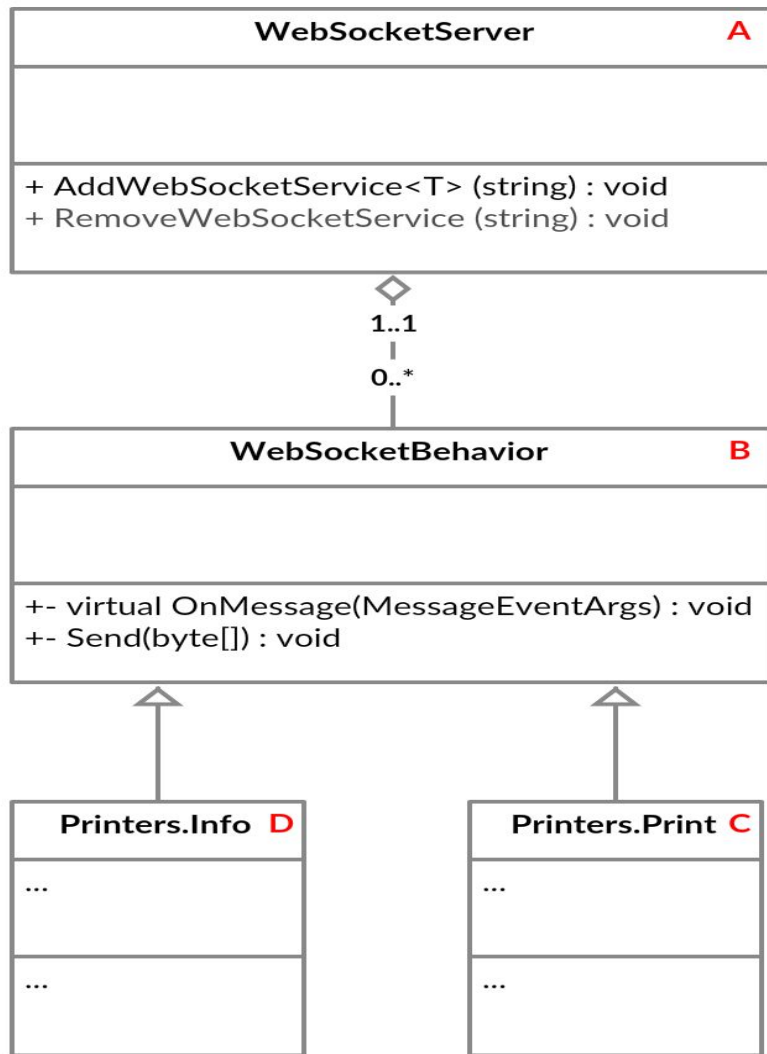 WebSocketServer A
+ AddWebSocketService<T> (string) : void
+ RemoveWebSocketService (string) : void
1..1
0..*
WebSocketBehavior B
+- virtual OnMessage(MessageEventArgs) : void
+- Send(byte[]) : void
Printers.Info D
...
...
Printers.Print C
...
...